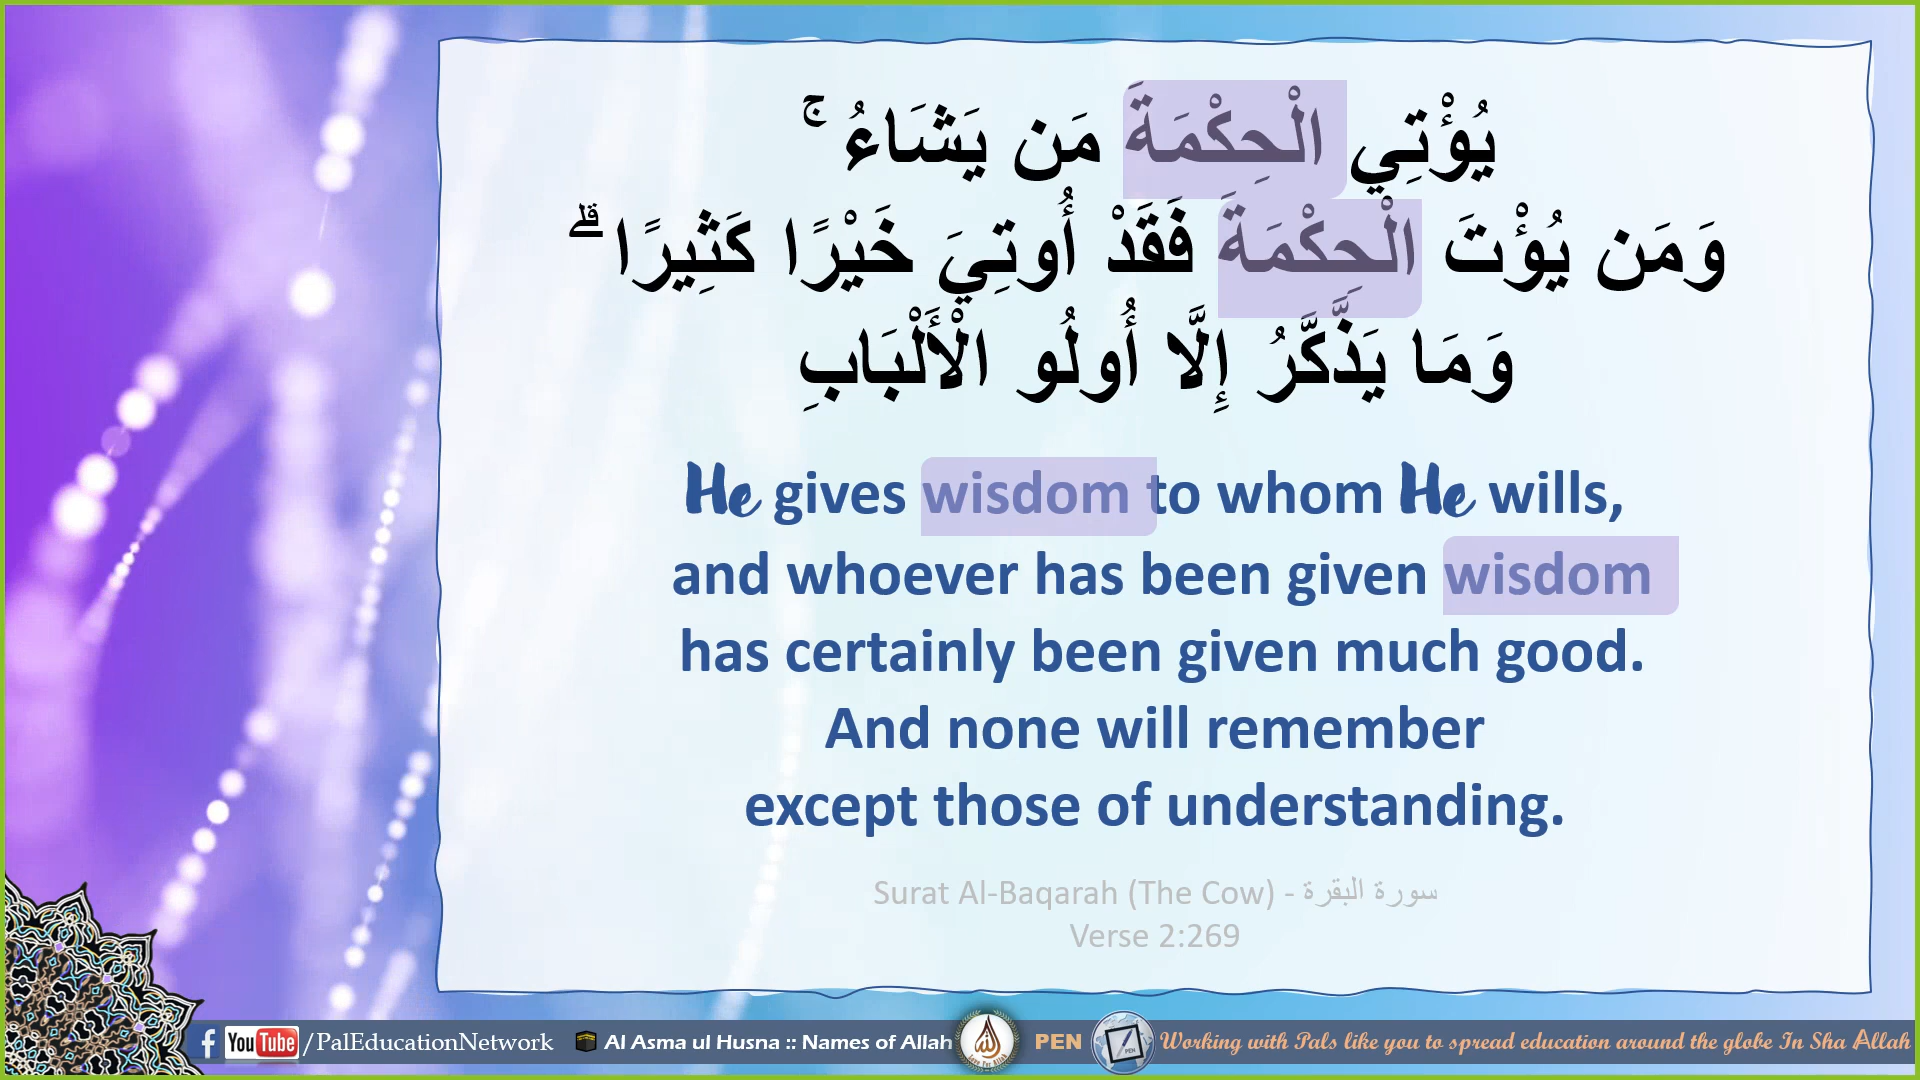 يُؤْتِي الْحِكْمَةَ مَن يَشَاءُ ۚ
وَمَن يُؤْتَ الْحِكْمَةَ فَقَدْ أُوتِيَ خَيْرًا كَثِيرًا ۗ
وَمَا يَذَّكَّرُ إِلَّا أُولُو الْأَلْبَابِ
He gives wisdom to whom He wills,
and whoever has been given wisdom
has certainly been given much good.
And none will remember
except those of understanding.
Surat Al-Baqarah (The Cow) - سورة البقرة
Verse 2:269
f YouTube /PalEducationNetwork Al Asma ul Husna :: Names of Allah PEN Working with Pals like you to spread education around the globe In Sha Allah